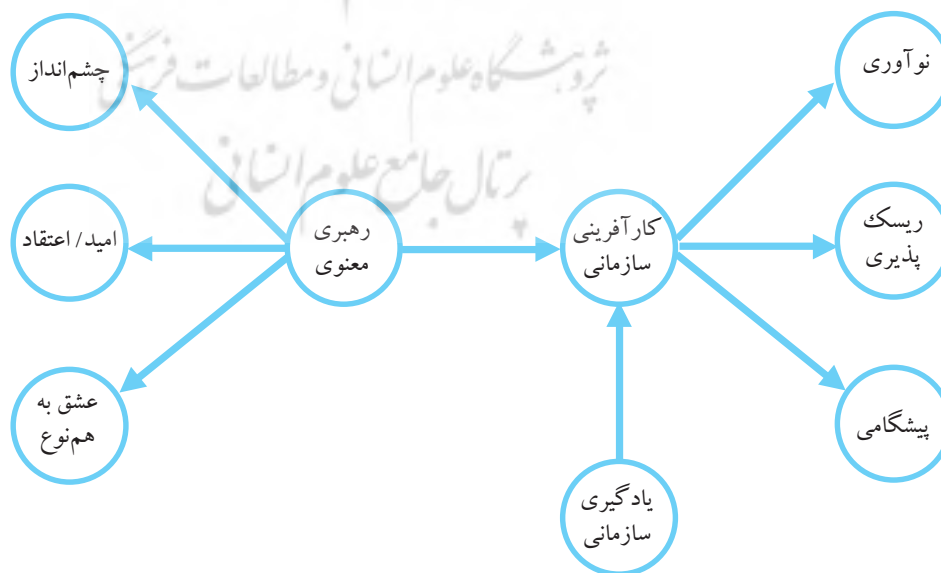 پژوهشگاه علوم انسانی و مطالعات فرهنگی
پرتال جامع علوم انسانی
نوآوری
چشم‌انداز
ریسک
پذیری
کارآفرینی
سازمانی
رهبری
معنوی
امید/ اعتقاد
پیشگامی
عشق به
هم‌نوع
یادگیری
سازمانی